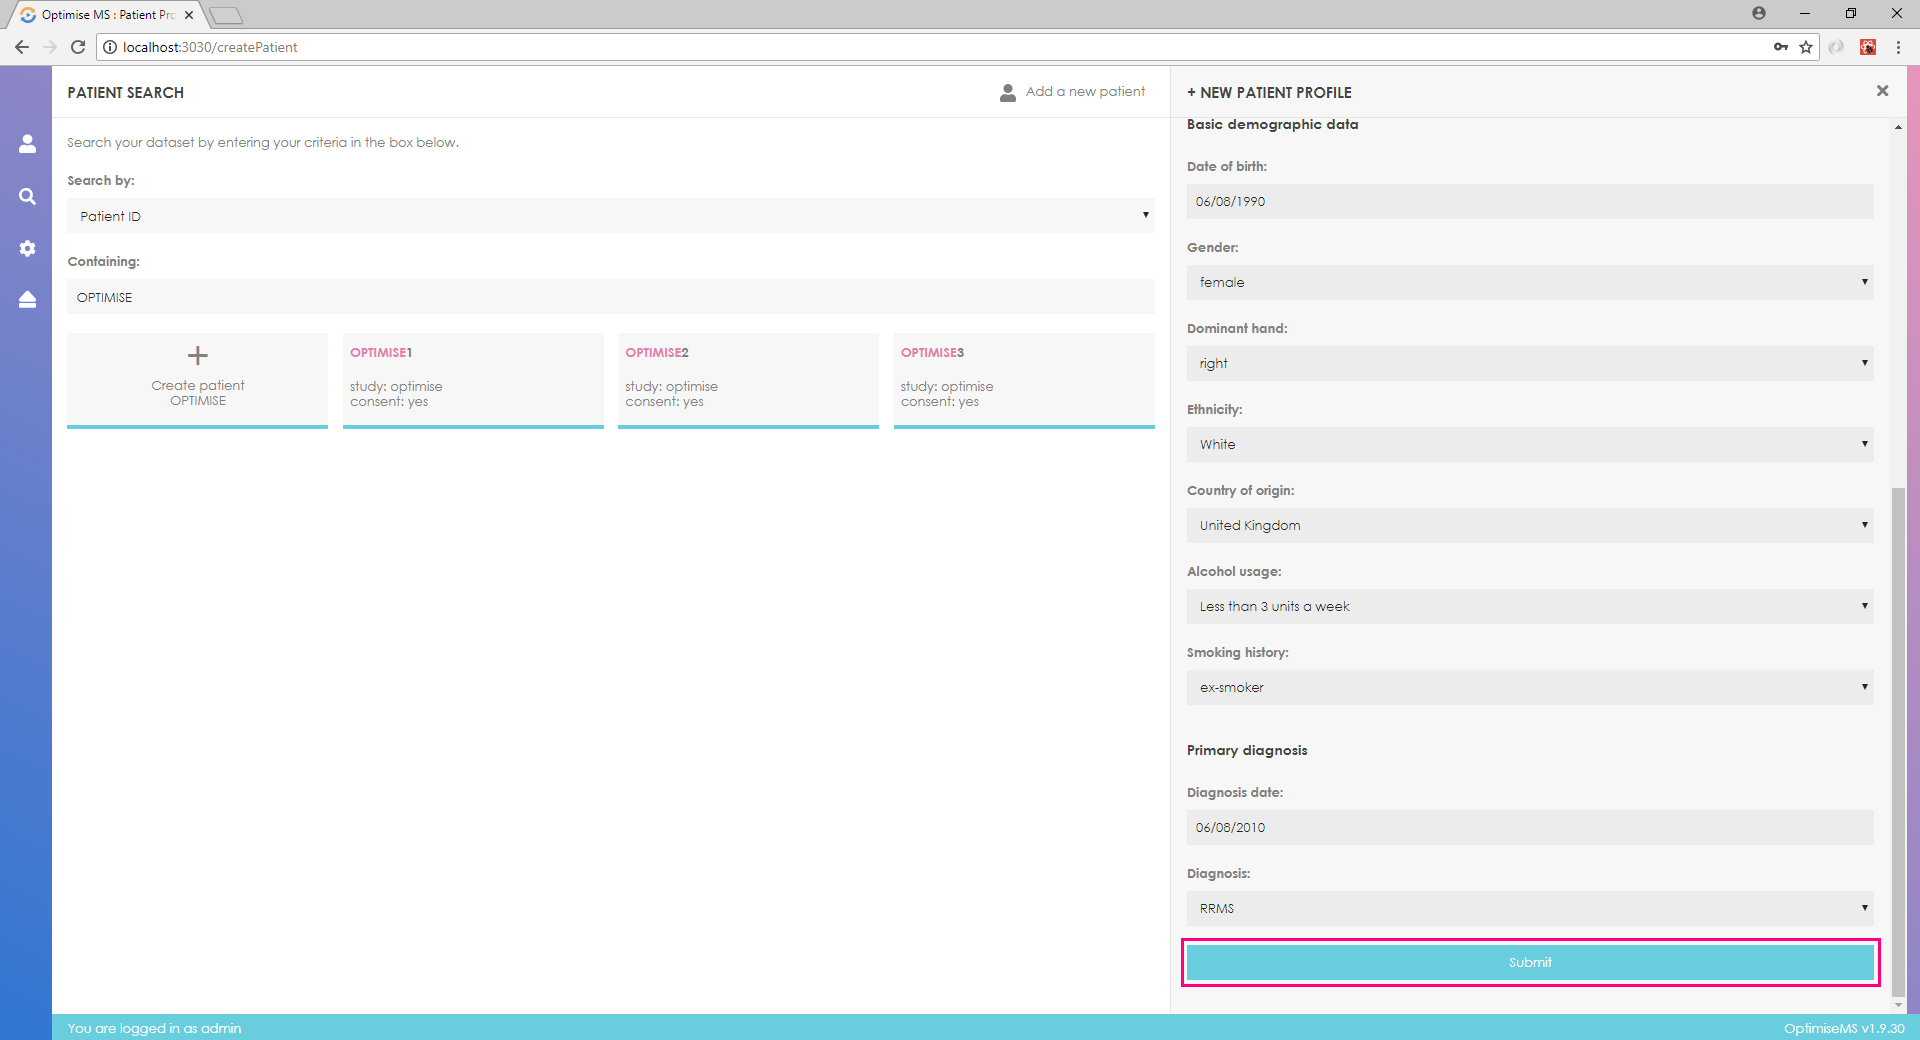 Optimise MS : Patient Pro
localhost:3030/createPatient
PATIENT SEARCH
Add a new patient
Search your dataset by entering your criteria in the box below.
Search by:
Patient ID
Containing:
OPTIMISE
Create patient
OPTIMISE
OPTIMISE1
study: optimise
consent: yes
OPTIMISE2
study: optimise
consent: yes
OPTIMISE3
study: optimise
consent: yes
+ NEW PATIENT PROFILE
Basic demographic data
Date of birth:
06/08/1990
Gender:
female
Dominant hand:
right
Ethnicity:
White
Country of origin:
United Kingdom
Alcohol usage:
Less than 3 units a week
Smoking history:
ex-smoker
Primary diagnosis
Diagnosis date:
06/08/2010
Diagnosis:
RRMS
Submit
You are logged in as admin
OptimiseMS v1.9.30